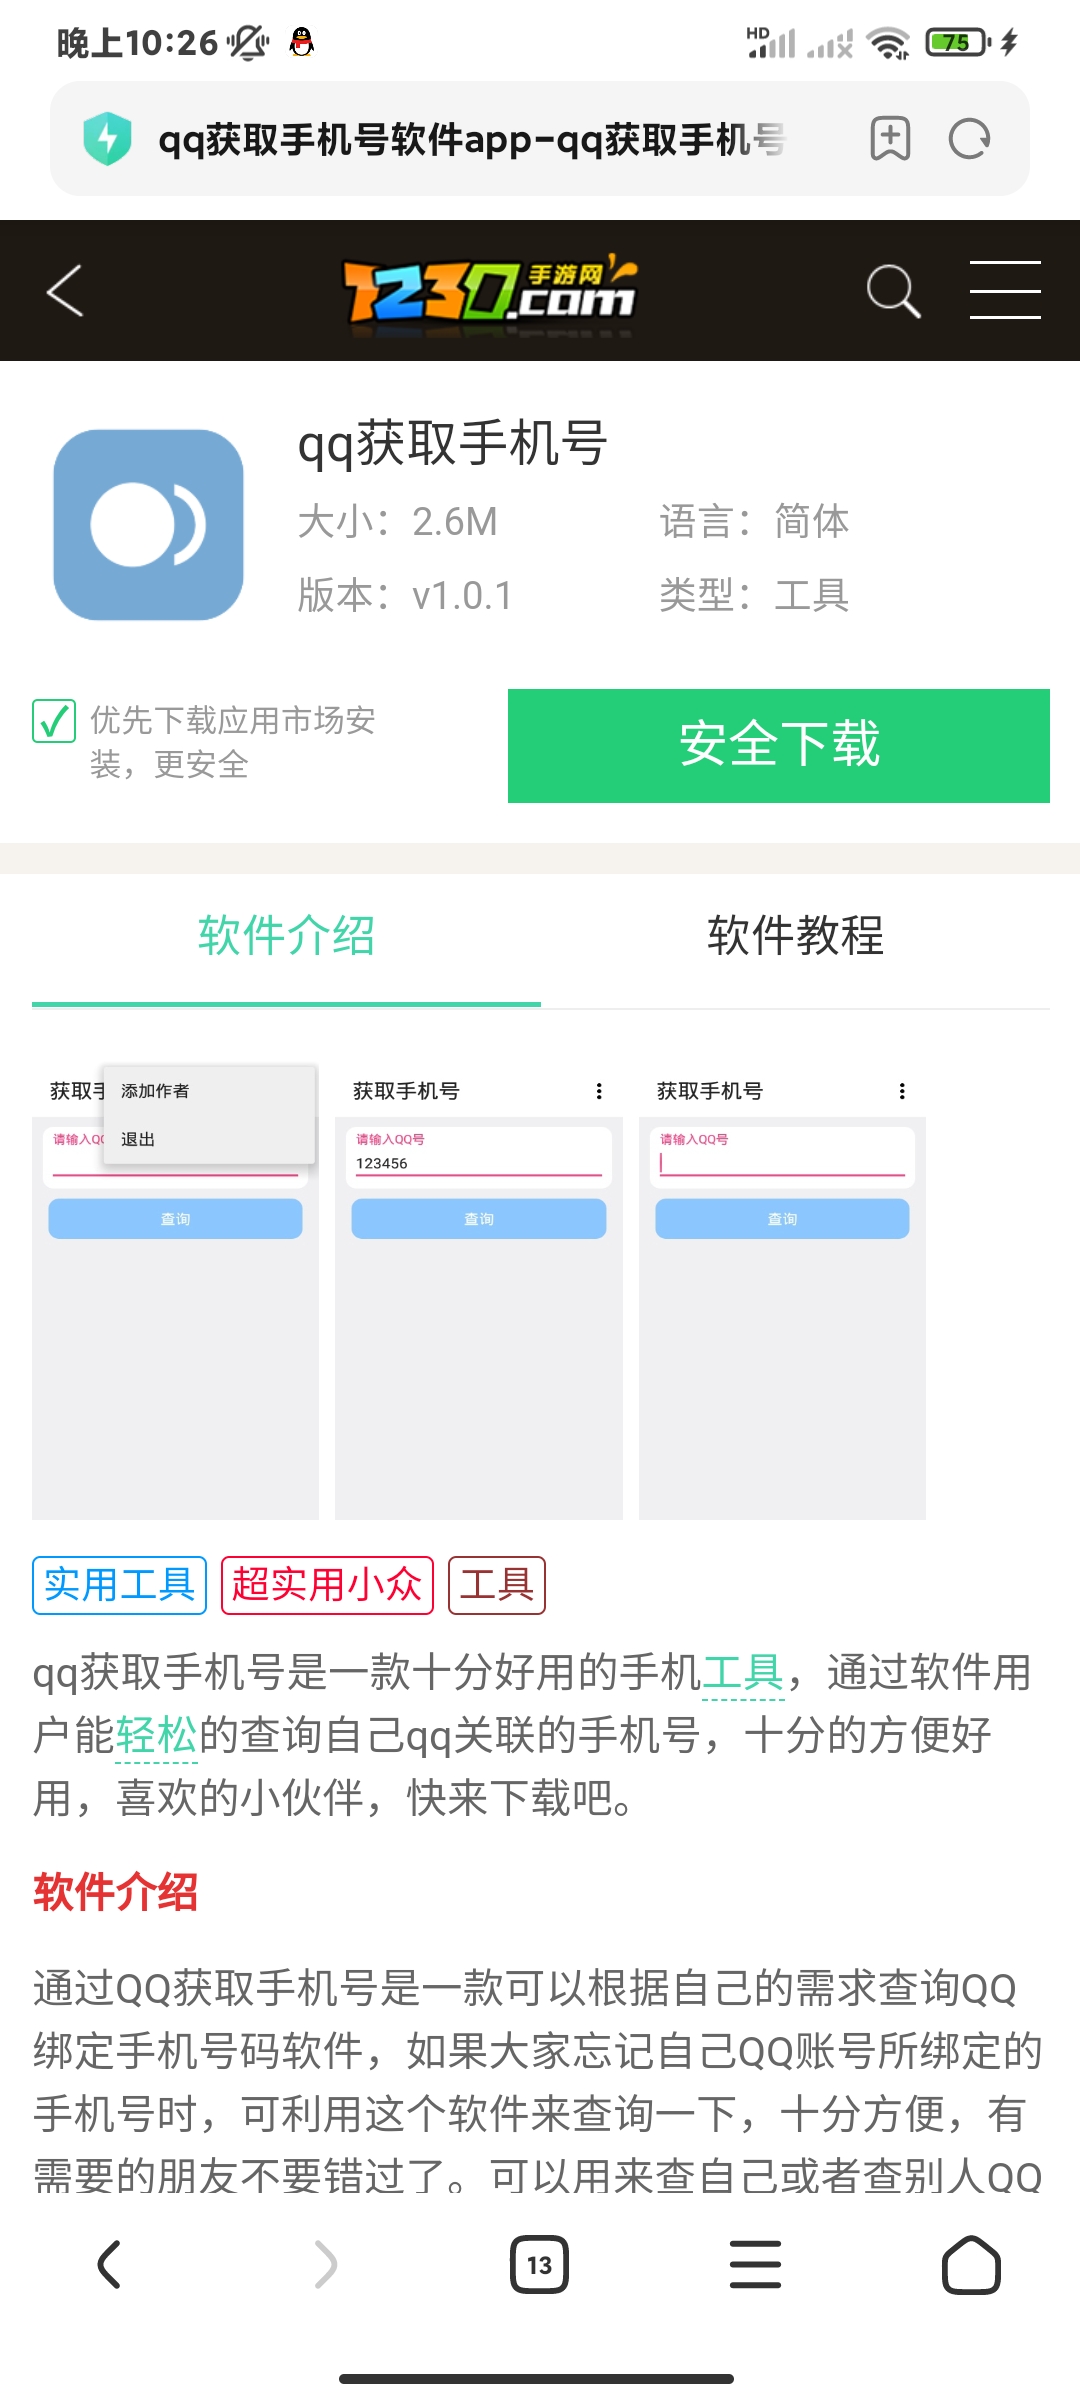 晚上10:26
HD
75
qq获取手机号软件app-qq获取手机号
1230手游网.com
qq获取手机号
大小：2.6M 语言：简体
版本：v1.0.1 类型：工具
优先下载应用市场安
装，更安全
安全下载
软件介绍 软件教程
获取手
添加作者
退出
请输入QQ
查询
获取手机号
请输入QQ号
123456
查询
获取手机号
请输入QQ号
查询
实用工具 超实用小众 工具
qq获取手机号是一款十分好用的手机工具，通过软件用
户能轻松的查询自己qq关联的手机号，十分的方便好
用，喜欢的小伙伴，快来下载吧。
软件介绍
通过QQ获取手机号是一款可以根据自己的需求查询QQ
绑定手机号码软件，如果大家忘记自己QQ账号所绑定的
手机号时，可利用这个软件来查询一下，十分方便，有
需要的朋友不要错过了。可以用来查自己或者查别人QQ
13